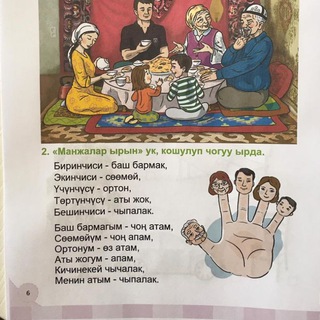 2. «Манжалар ырын» ук, кошулуп чогуу ырда.
Биринчиси - баш бармак,
Экинчиси - сөөмөй,
Үчүнчүсү - ортон,
Төртүнчүсү - аты жок,
Бешинчиси - чыпалак.
Баш бармагым - чоң атам,
Сөөмөйүм - чоң апам,
Ортонум - өз атам,
Аты жогум - апам,
Кичинекей чычалак,
Менин атым - чыпалак.
6